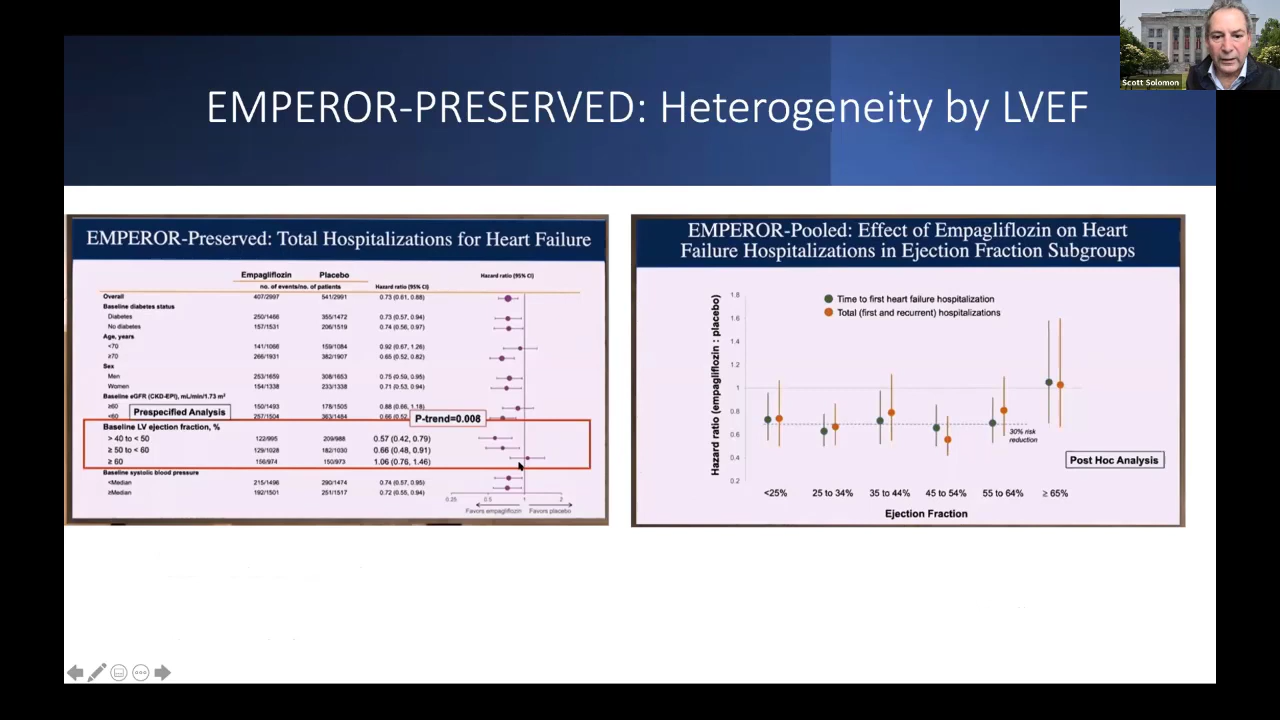 Scott Solomon
EMPEROR-PRESERVED: Heterogeneity by LVEF
EMPEROR-Preserved: Total Hospitalizations for Heart Failure
Empagliflozin Placebo Hazard ratio (95% CI)
no. of events/no. of patients Hazard ratio (95% CI)
Overall 407/2997 541/2991 0.73 (0.61, 0.88)
Baseline diabetes status
Diabetes 250/1466 355/1472 0.73 (0.57, 0.94)
No diabetes 157/1531 206/1519 0.74 (0.56, 0.97)
Age, years
<70 141/1066 159/1084 0.92 (0.67, 1.26)
≥70 266/1931 382/1907 0.65 (0.52, 0.82)
Sex
Men 253/1659 308/1653 0.75 (0.59, 0.95)
Women 154/1338 233/1338 0.71 (0.53, 0.94)
Baseline eGFR (CKD-EPI), mL/min/1.73 m²
≥60 150/1493 178/1505 0.88 (0.66, 1.18)
Prespecified Analysis
P-trend=0.008
<60 257/1504 363/1484 0.66 (0.52,
Baseline LV ejection fraction, %
> 40 to < 50 122/995 209/988 0.57 (0.42, 0.79)
≥ 50 to < 60 129/1028 182/1030 0.66 (0.48, 0.91)
≥ 60 156/974 150/973 1.06 (0.76, 1.46)
Baseline systolic blood pressure
<Median 215/1496 290/1474 0.74 (0.57, 0.95)
≥Median 192/1501 251/1517 0.72 (0.55, 0.94)
0.25 0.5 1 2
Favors empagliflozin Favors placebo
EMPEROR-Pooled: Effect of Empagliflozin on Heart
Failure Hospitalizations in Ejection Fraction Subgroups
Hazard ratio (empagliflozin : placebo)
1.8
1.6
1.4
1.2
1
0.8
0.6
0.4
0.2
Time to first heart failure hospitalization
Total (first and recurrent) hospitalizations
30% risk
reduction
Post Hoc Analysis
<25% 25 to 34% 35 to 44% 45 to 54% 55 to 64% ≥ 65%
Ejection Fraction